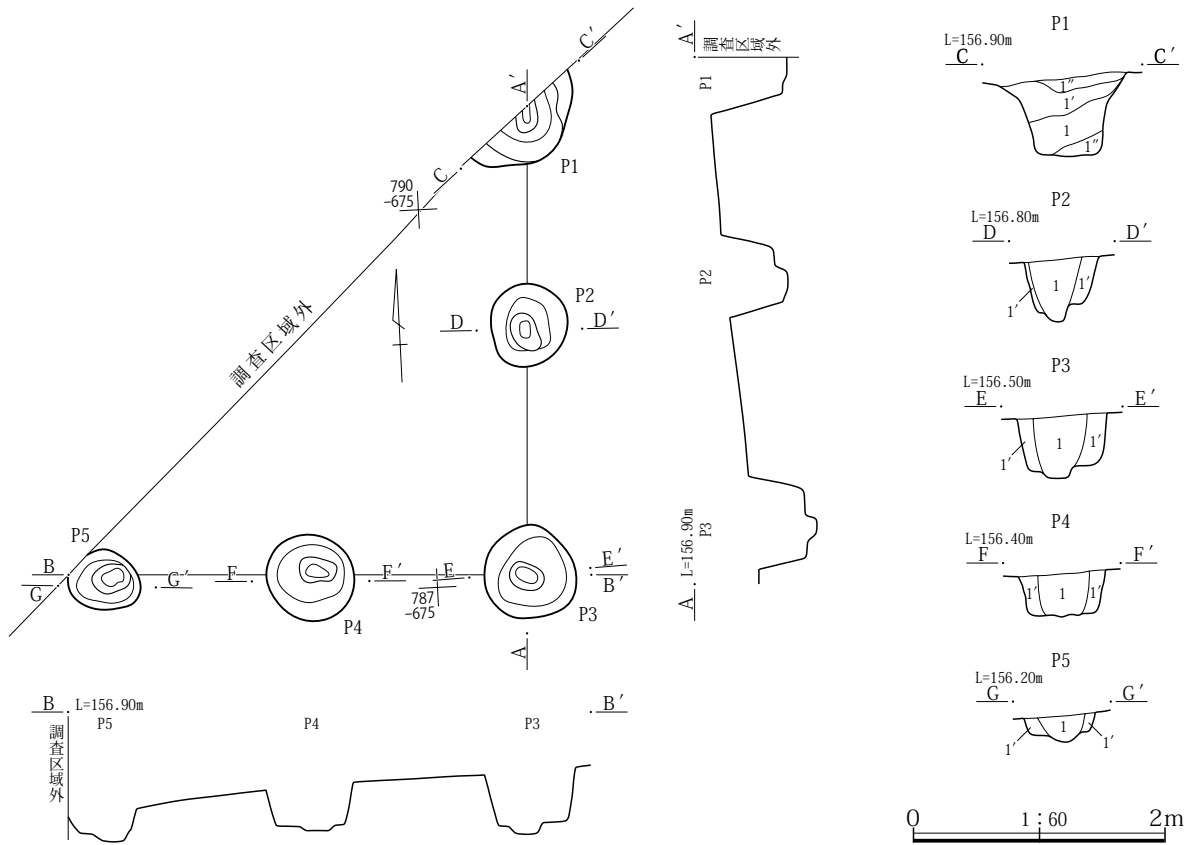 C′
A′
P1
C
790
-675
P2
D
D′
調査区域外
P5
B
G
G′
F
F′
E
E′
B′
787
-675
P4
P3
A
B
L=156.90m
B′
P5
P4
P3
調査区域外
A′
調査区域外
P1
P2
P3
L=156.90m
A
P1
L=156.90m
C
C′
1″
1′
1
1″
P2
L=156.80m
D
D′
1
1′
1′
P3
L=156.50m
E
E′
1
1′
1′
P4
L=156.40m
F
F′
1′
1
1′
P5
L=156.20m
G
G′
1
1′
1′
0
1:60
2m